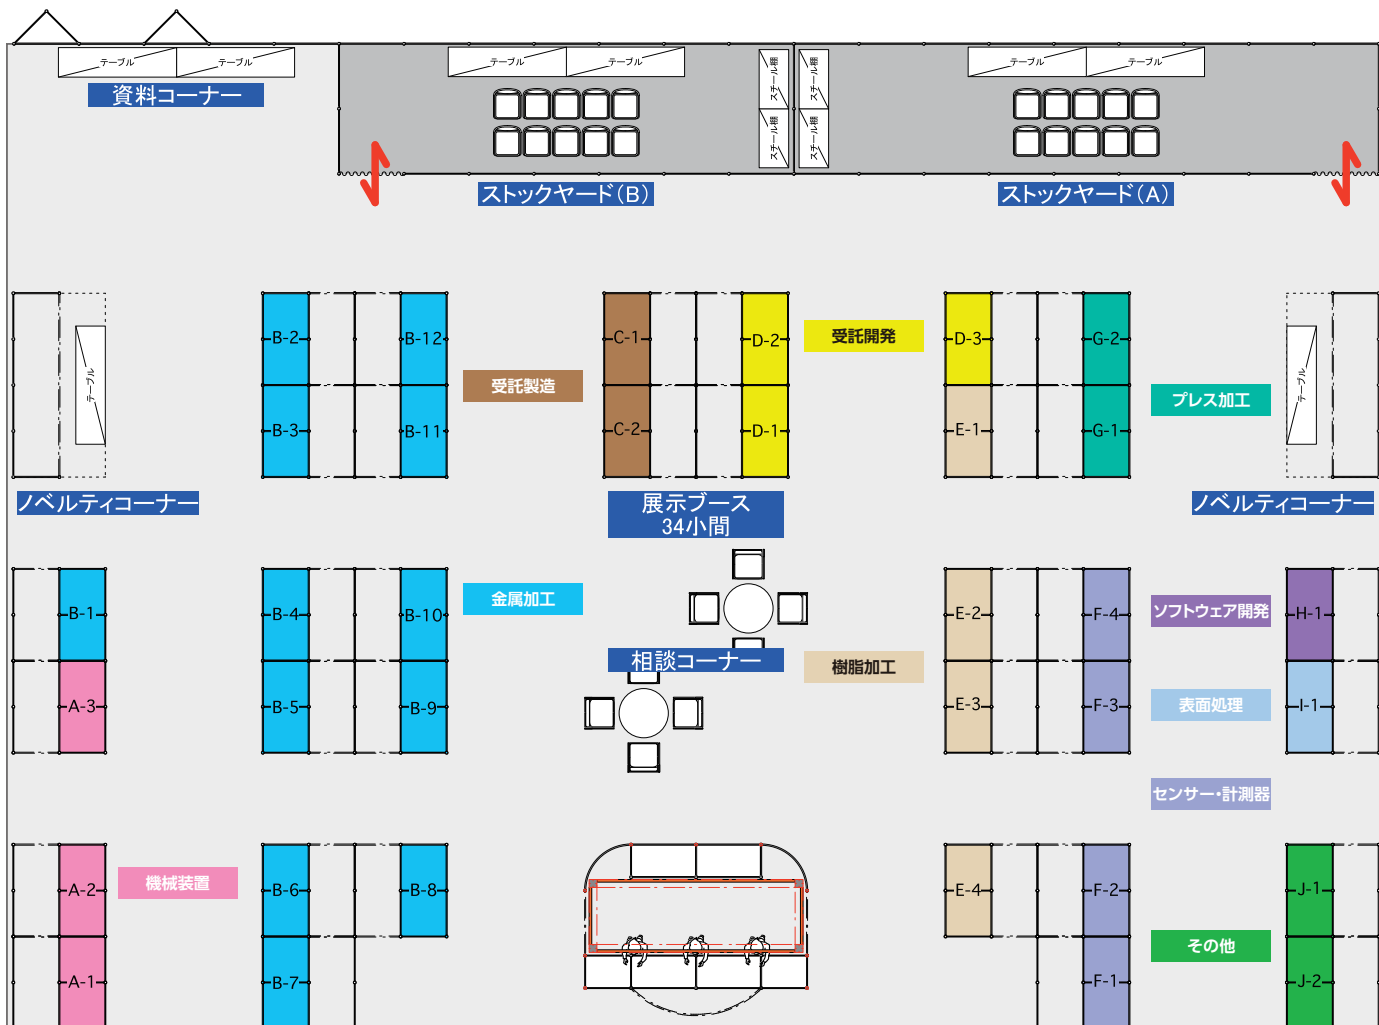 テーブル
テーブル
テーブル
テーブル
スチール棚
スチール棚
テーブル
テーブル
スチール棚
スチール棚
資料コーナー
ストックヤード(B)
ストックヤード(A)
B-2
B-12
C-1
D-2
受託開発
D-3
G-2
テーブル
受託製造
プレス加工
テーブル
B-3
B-11
C-2
D-1
E-1
G-1
ノベルティコーナー
展示ブース
34小間
ノベルティコーナー
B-1
B-4
B-10
金属加工
E-2
F-4
ソフトウェア開発
H-1
相談コーナー
樹脂加工
A-3
B-5
B-9
E-3
F-3
表面処理
I-1
センサー・計測器
A-2
機械装置
B-6
B-8
E-4
F-2
J-1
その他
A-1
B-7
F-1
J-2